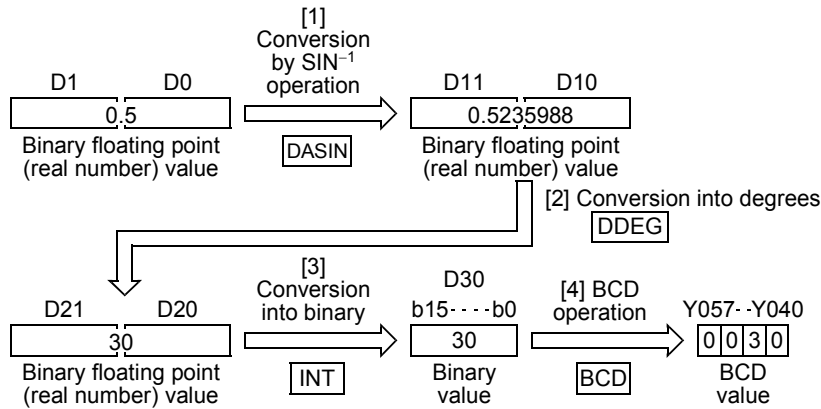 [1]
Conversion
by SIN⁻¹
operation
D1 D0
0.5
Binary floating point
(real number) value
DASIN
D11 D10
0.5235988
Binary floating point
(real number) value
[2] Conversion into degrees
DDEG
D21 D20
30
Binary floating point
(real number) value
[3]
Conversion
into binary
INT
D30
b15----b0
30
Binary
value
[4] BCD
operation
BCD
Y057--Y040
0 0 3 0
BCD
value